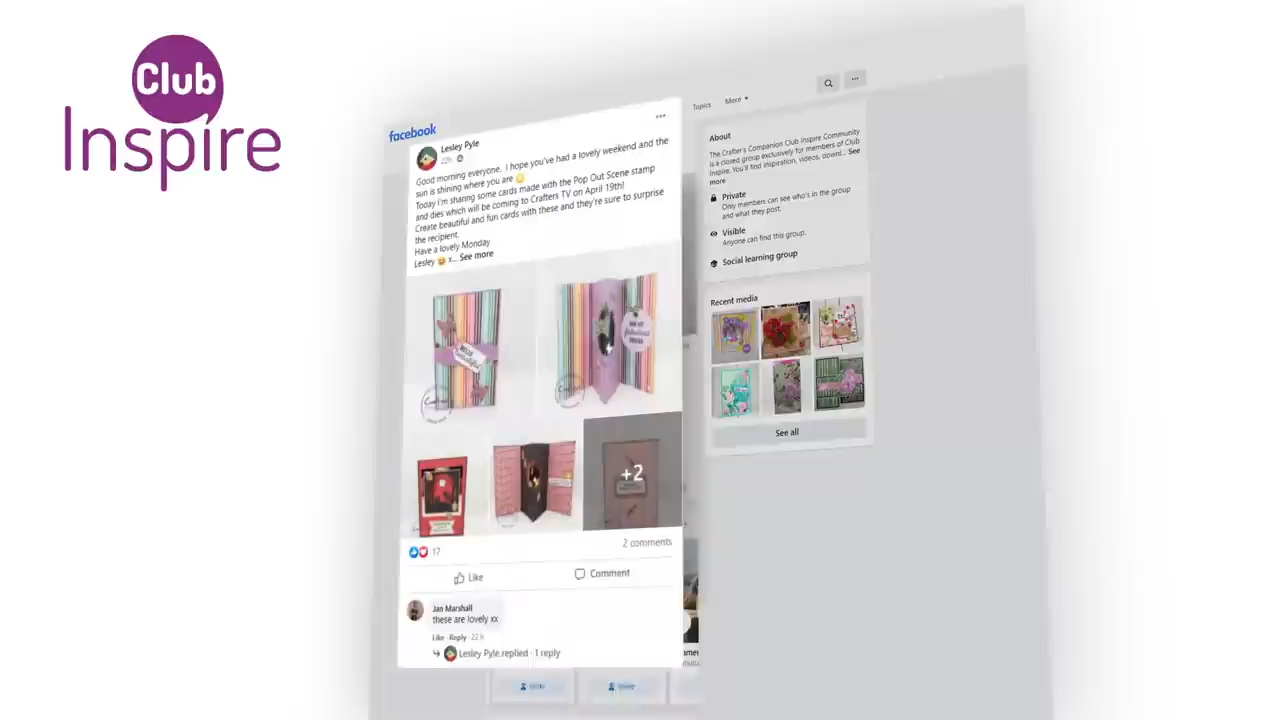 Club
Inspire
facebook
Lesley Pyle
22h
Good morning everyone. I hope you've had a lovely weekend and the
sun is shining where you are
Today I'm sharing some cards made with the Pop Out Scene stamp
and dies which will be coming to Crafters TV on April 19th!
Create beautiful and fun cards with these and they're sure to surprise
the recipient.
Have a lovely Monday
Lesley x... See more
+2
17
2 comments
Like
Comment
Jan Marshall
these are lovely xx
Like · Reply · 22 h
Lesley Pyle replied · 1 reply
Topics
More
About
The Crafter's Companion Club Inspire Community
is a closed group exclusively for members of Club
Inspire. You'll find inspiration, videos, downl... See
more
Private
Only members can see who's in the group
and what they post.
Visible
Anyone can find this group.
Social learning group
Recent media
See all